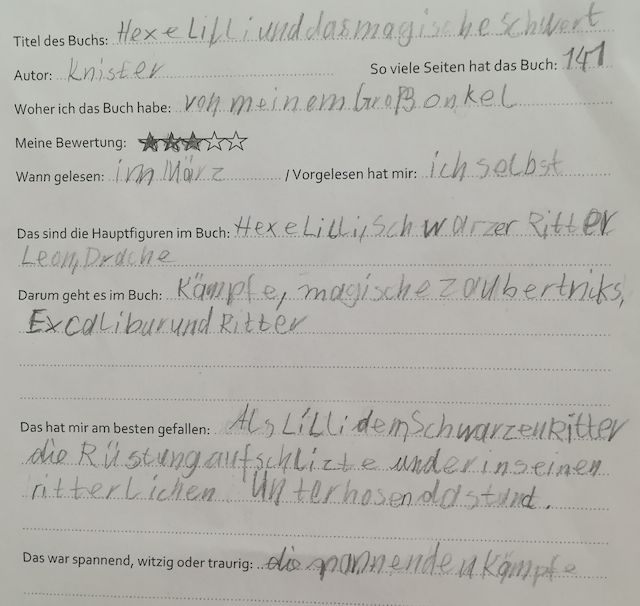 Titel des Buchs: Hexe Lilli und das magische Schwert
Autor: Knister So viele Seiten hat das Buch: 141
Woher ich das Buch habe: von meinem Großonkel
Meine Bewertung:
Wann gelesen: im März / Vorgelesen hat mir: ich selbst
Das sind die Hauptfiguren im Buch: Hexe Lilli, Schwarzer Ritter
Leon, Drache
Darum geht es im Buch: Kämpfe, magische zaubertricks,
Excalibur und Ritter
Das hat mir am besten gefallen: Als Lilli dem Schwarzen Ritter
die Rüstung aufschlizte und er in seinen
ritterlichen Unterhosen dastand.
Das war spannend, witzig oder traurig: die spannenden Kämpfe